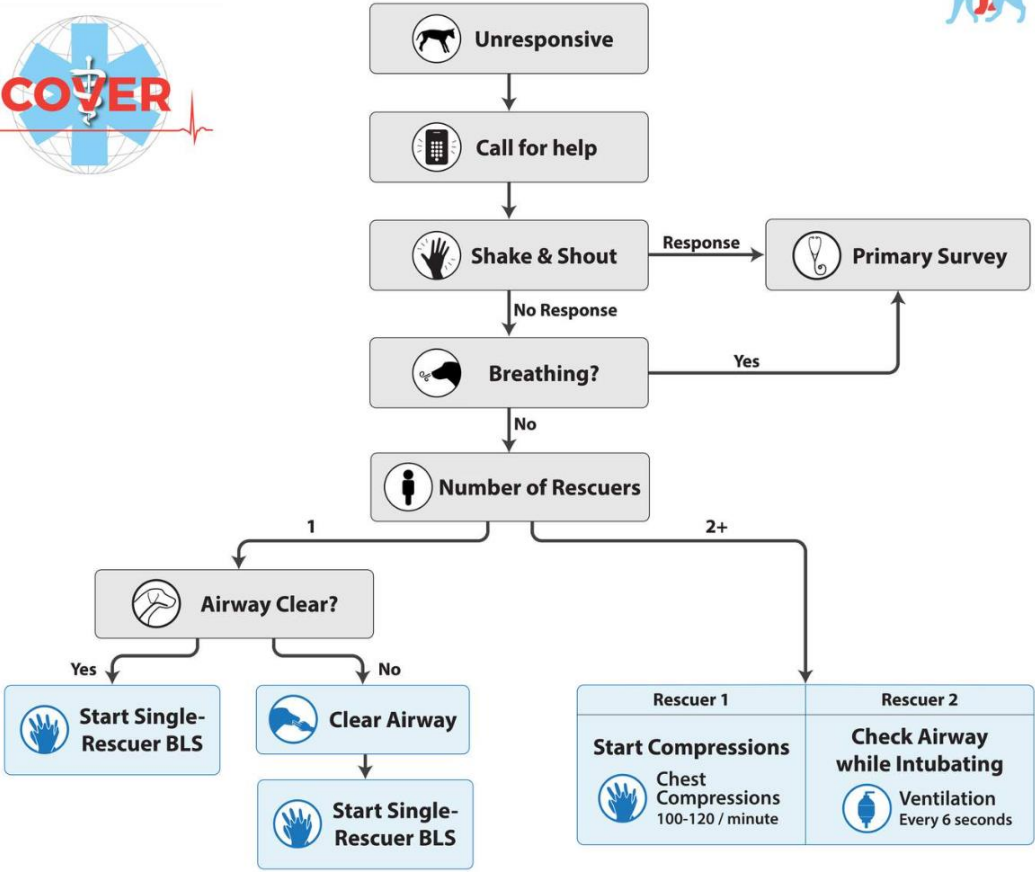 COVER
Unresponsive
Call for help
Shake & Shout
Response
Primary Survey
No Response
Breathing?
Yes
No
Number of Rescuers
1
2+
Airway Clear?
Yes
No
Start Single-
Rescuer BLS
Clear Airway
Start Single-
Rescuer BLS
Rescuer 1
Start Compressions
Chest
Compressions
100-120 / minute
Rescuer 2
Check Airway
while Intubating
Ventilation
Every 6 seconds